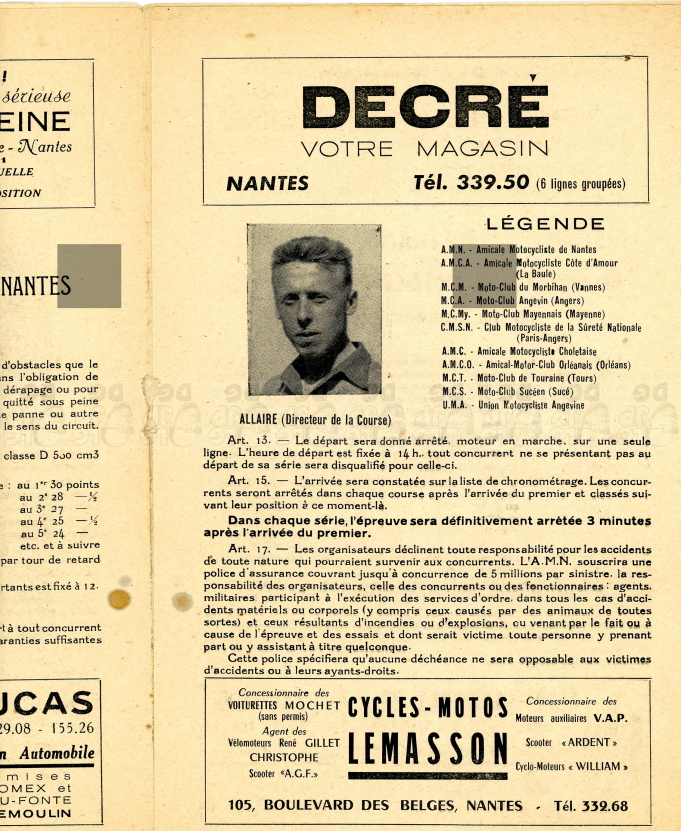 !
sérieuse
EINE
e - Nantes
1
UELLE
SITION
NANTES
d'obstacles que le
ns l'obligation de
dérapage ou pour
quitté sous peine
e panne ou autre
le sens du circuit.
classe D 500 cm3
e : au 1er 30 points
au 2e 28 — ½
au 3e 27 —
au 4e 25 — ½
au 5e 24 —
etc. et à suivre
par tour de retard
rtants est fixé à 12.
t à tout concurrent
aranties suffisantes
UCAS
29.08 - 155.26
n Automobile
mises
OMEX et
U-FONTE
EMOULIN
DECRÉ
VOTRE MAGASIN
NANTES Tél. 339.50 (6 lignes groupées)
LÉGENDE
A.M.N. - Amicale Motocycliste de Nantes
A.M.C.A. - Amicale Motocycliste Côte d'Amour
(La Baule)
M.C.M. - Moto-Club du Morbihan (Vannes)
M.C.A. - Moto-Club Angevin (Angers)
M.C.My. - Moto-Club Mayennais (Mayenne)
C.M.S.N. - Club Motocycliste de la Sûreté Nationale
(Paris-Angers)
A.M.C. - Amicale Motocycliste Choletaise
A.M.C.O. - Amical-Motor-Club Orléanais (Orléans)
M.C.T. - Moto-Club de Touraine (Tours)
M.C.S. - Moto-Club Sucéen (Sucé)
U.M.A. - Union Motocycliste Angevine
ALLAIRE (Directeur de la Course)
Art. 13. — Le départ sera donné arrêté, moteur en marche, sur une seule
ligne. L'heure de départ est fixée à 14 h., tout concurrent ne se présentant pas au
départ de sa série sera disqualifié pour celle-ci.
Art. 15. — L'arrivée sera constatée sur la liste de chronométrage. Les concur-
rents seront arrêtés dans chaque course après l'arrivée du premier et classés sui-
vant leur position è ce moment-là.
Dans chaque série, l'épreuve sera définitivement arrêtée 3 minutes
après l'arrivée du premier.
Art. 17. — Les organisateurs déclinent toute responsabilité pour les accidents
de toute nature qui pourraient survenir aux concurrents. L'A.M.N. souscrira une
police d'assurance couvrant jusqu'à concurrence de 5 millions par sinistre, la res-
ponsabilité des organisateurs, celle des concurrents ou des fonctionnaires : agents,
militaires participant à l'exécution des services d'ordre, dans tous les cas d'acci-
dents matériels ou corporels (y compris ceux causés par des animaux de toutes
sortes) et ceux résultants d'incendies ou d'explosions, cu venant par le fait ou à
cause de l'épreuve et des essais et dont serait victime toute personne y prenant
part ou y assistant à titre quelconque.
Cette police spécifiera qu'aucune déchéance ne sera opposable aux victimes
d'accidents ou à leurs ayants-droits.
Concessionnaire des
VOITURETTES MOCHET
(sans permis)
Agent des
Vélomoteurs René GILLET
CHRISTOPHE
Scooter "A.G.F."
CYCLES - MOTOS
LEMASSON
Concessionnaire des
Moteurs auxiliaires V.A.P.
Scooter « ARDENT »
Cyclo-Moteurs « WILLIAM »
105, BOULEVARD DES BELGES, NANTES - Tél. 332.68